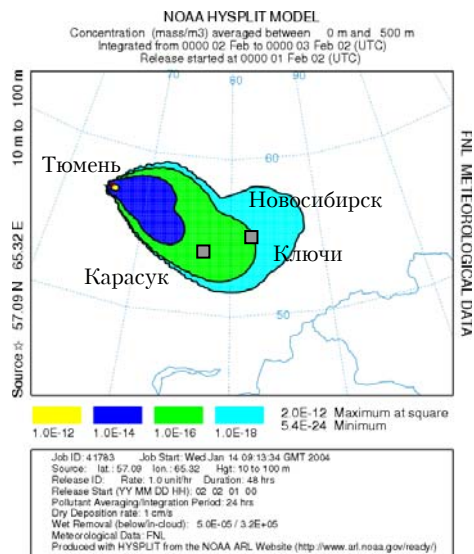 NOAA HYSPLIT MODEL
Concentration (mass/m3) averaged between 0 m and 500 m
Integrated from 0000 02 Feb to 0000 03 Feb 02 (UTC)
Release started at 0000 01 Feb 02 (UTC)
70
80
90
60
50
Тюмень
Новосибирск
Ключи
Карасук
Source ☆ 57.09 N 65.32 E 10 m to 100 m
FNL METEOROLOGICAL DATA
1.0E-12 1.0E-14 1.0E-16 1.0E-18
2.0E-12 Maximum at square
5.4E-24 Minimum
Job ID: 41783 Job Start: Wed Jan 14 09:13:34 GMT 2004
Source: lat.: 57.09 lon.: 65.32 Hgt: 10 to 100 m
Release ID: Rate: 1.0 unit/hr Duration: 48 hrs
Release Start (YY MM DD HH): 02 02 01 00
Pollutant Averaging/Integration Period: 24 hrs
Dry Deposition rate: 1 cm/s
Wet Removal (below/in-cloud): 5.0E-05 / 3.2E+05
Meteorological Data: FNL
Produced with HYSPLIT from the NOAA ARL Website (http://www.arl.noaa.gov/ready/)